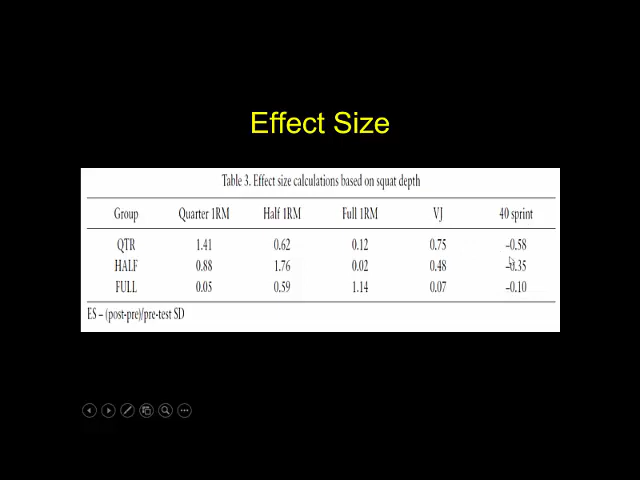 Effect Size
Table 3. Effect size calculations based on squat depth
Group Quarter 1RM Half 1RM Full 1RM VJ 40 sprint
QTR 1.41 0.62 0.12 0.75 –0.58
HALF 0.88 1.76 0.02 0.48 –0.35
FULL 0.05 0.59 1.14 0.07 –0.10
ES – (post-pre)/pre-test SD